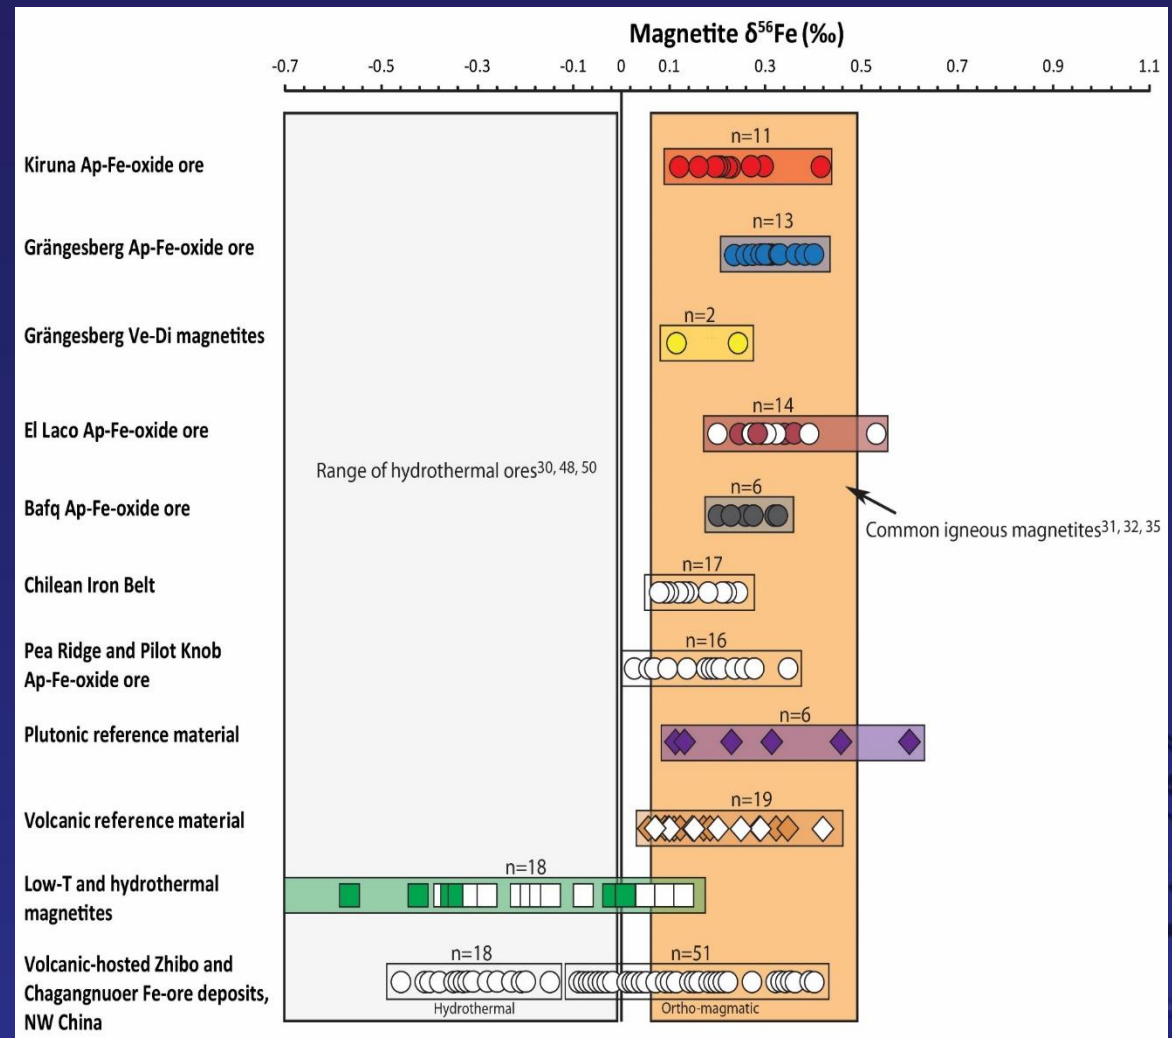 Magnetite δ⁵⁶Fe (‰)
-0.7 -0.5 -0.3 -0.1 0 0.1 0.3 0.5 0.7 0.9 1.1
n=11
Kiruna Ap-Fe-oxide ore
n=13
Grängesberg Ap-Fe-oxide ore
n=2
Grängesberg Ve-Di magnetites
n=14
El Laco Ap-Fe-oxide ore
Range of hydrothermal ores³⁰, ⁴⁸, ⁵⁰
n=6
Bafq Ap-Fe-oxide ore
Common igneous magnetites³¹, ³², ³⁵
n=17
Chilean Iron Belt
n=16
Pea Ridge and Pilot Knob
Ap-Fe-oxide ore
n=6
Plutonic reference material
n=19
Volcanic reference material
n=18
Low-T and hydrothermal
magnetites
n=18 n=51
Volcanic-hosted Zhibo and
Chagangnuoer Fe-ore deposits,
NW China
Hydrothermal Ortho-magmatic